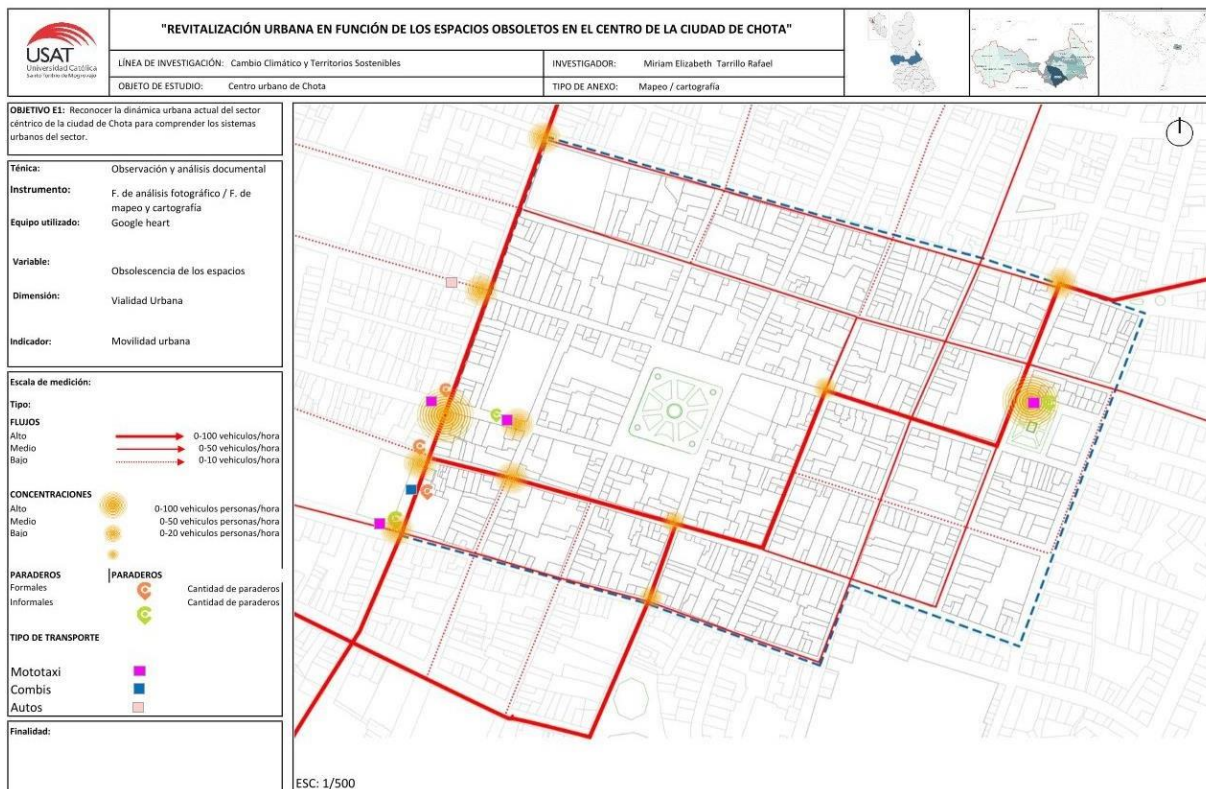 USAT
Universidad Católica
Santo Toribio de Mogrovejo
"REVITALIZACIÓN URBANA EN FUNCIÓN DE LOS ESPACIOS OBSOLETOS EN EL CENTRO DE LA CIUDAD DE CHOTA"
LÍNEA DE INVESTIGACIÓN: Cambio Climático y Territorios Sostenibles
INVESTIGADOR: Miriam Elizabeth Tarrillo Rafael
OBJETO DE ESTUDIO: Centro urbano de Chota
TIPO DE ANEXO: Mapeo / cartografía
OBJETIVO E1: Reconocer la dinámica urbana actual del sector
céntrico de la ciudad de Chota para comprender los sistemas
urbanos del sector.
Ténica: Observación y análisis documental
Instrumento: F. de análisis fotográfico / F. de
mapeo y cartografía
Equipo utilizado: Google heart
Variable: Obsolescencia de los espacios
Dimensión: Vialidad Urbana
Indicador: Movilidad urbana
Escala de medición:
Tipo:
FLUJOS
Alto 0-100 vehiculos/hora
Medio 0-50 vehiculos/hora
Bajo 0-10 vehiculos/hora
CONCENTRACIONES
Alto 0-100 vehiculos personas/hora
Medio 0-50 vehiculos personas/hora
Bajo 0-20 vehiculos personas/hora
PARADEROS PARADEROS
Formales Cantidad de paraderos
Informales Cantidad de paraderos
TIPO DE TRANSPORTE
Mototaxi
Combis
Autos
Finalidad:
ESC: 1/500